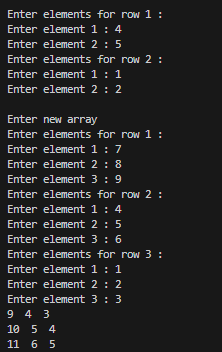 Enter elements for row 1 :
Enter element 1 : 4
Enter element 2 : 5
Enter elements for row 2 :
Enter element 1 : 1
Enter element 2 : 2

Enter new array
Enter elements for row 1 :
Enter element 1 : 7
Enter element 2 : 8
Enter element 3 : 9
Enter elements for row 2 :
Enter element 1 : 4
Enter element 2 : 5
Enter element 3 : 6
Enter elements for row 3 :
Enter element 1 : 1
Enter element 2 : 2
Enter element 3 : 3
9  4  3
10  5  4
11  6  5